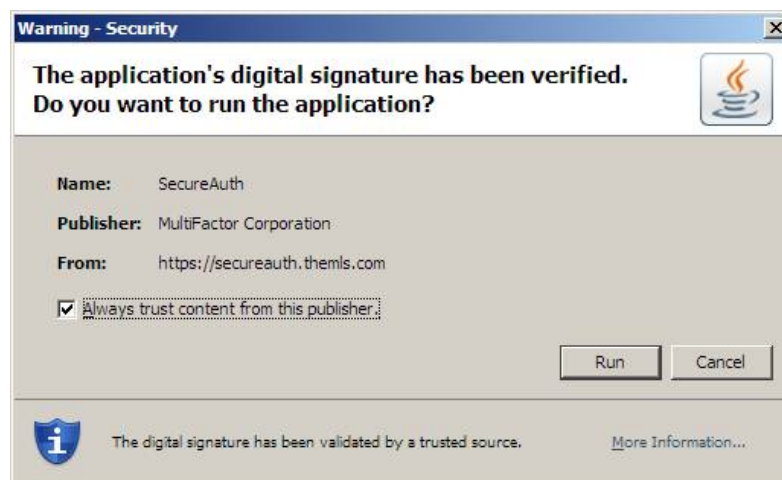 Warning - Security
The application's digital signature has been verified.
Do you want to run the application?
Name: SecureAuth
Publisher: MultiFactor Corporation
From: https://secureauth.themls.com
Always trust content from this publisher.
Run Cancel
The digital signature has been validated by a trusted source. More Information...